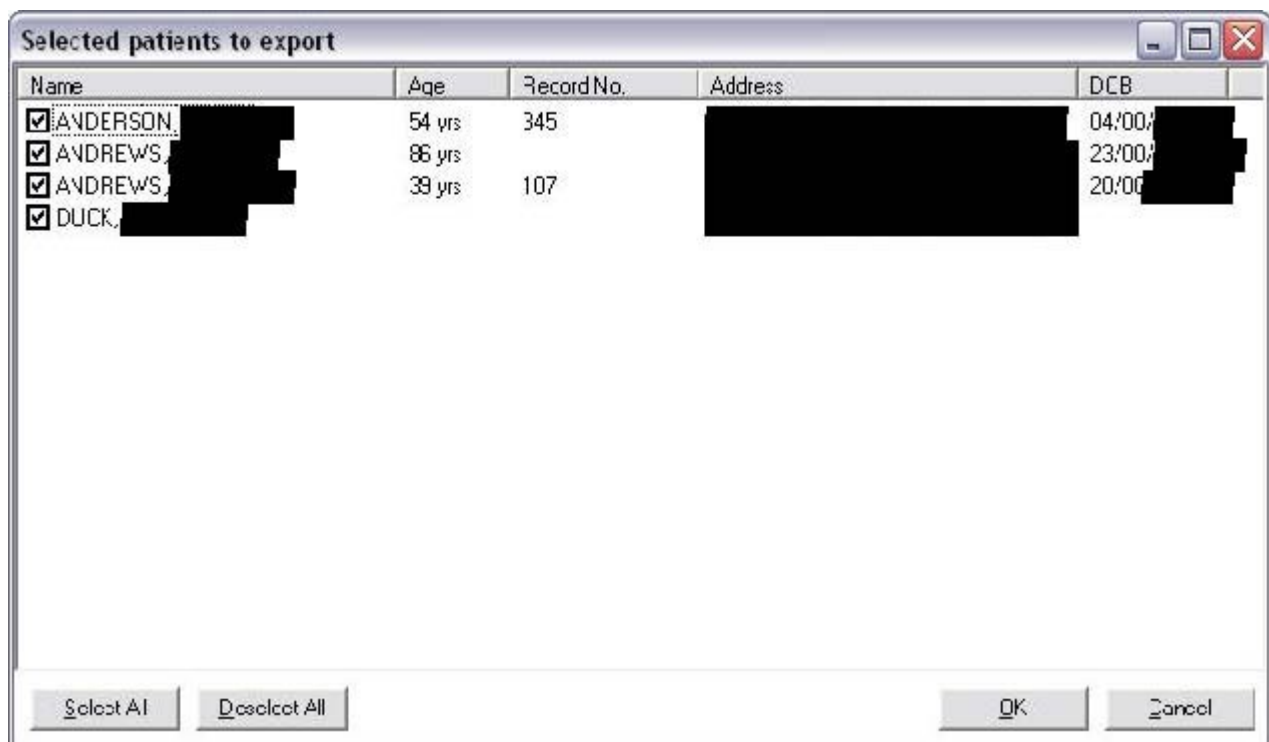 Selected patients to export
Name Age Record No. Address DOB
ANDERSON, 54 yrs 345 04/00/
ANDREWS, 86 yrs 23/00/
ANDREWS, 39 yrs 107 20/00
DUCK,
Select All Deselect All OK Cancel